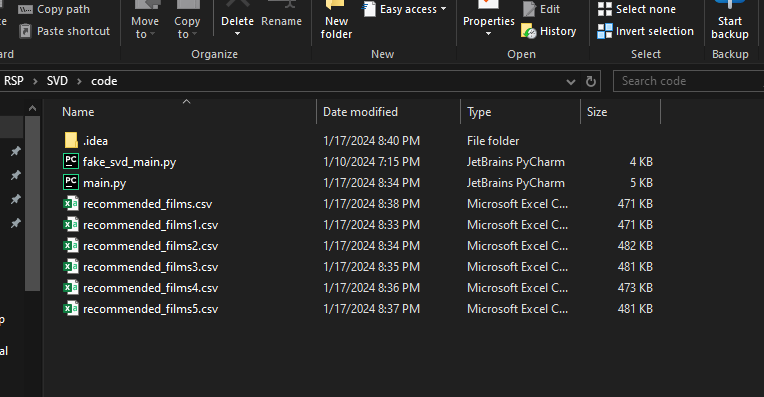 Copy path
Paste shortcut
Move to
Copy to
Delete
Rename
New folder
Easy access
Properties
Edit
History
Select none
Invert selection
Start backup
Organize
New
Open
Select
Backup
RSP > SVD > code
Search code
Name
Date modified
Type
Size
.idea 1/17/2024 8:40 PM File folder
fake_svd_main.py 1/10/2024 7:15 PM JetBrains PyCharm 4 KB
main.py 1/17/2024 8:34 PM JetBrains PyCharm 5 KB
recommended_films.csv 1/17/2024 8:38 PM Microsoft Excel C... 471 KB
recommended_films1.csv 1/17/2024 8:33 PM Microsoft Excel C... 471 KB
recommended_films2.csv 1/17/2024 8:34 PM Microsoft Excel C... 482 KB
recommended_films3.csv 1/17/2024 8:35 PM Microsoft Excel C... 481 KB
recommended_films4.csv 1/17/2024 8:36 PM Microsoft Excel C... 473 KB
recommended_films5.csv 1/17/2024 8:37 PM Microsoft Excel C... 481 KB